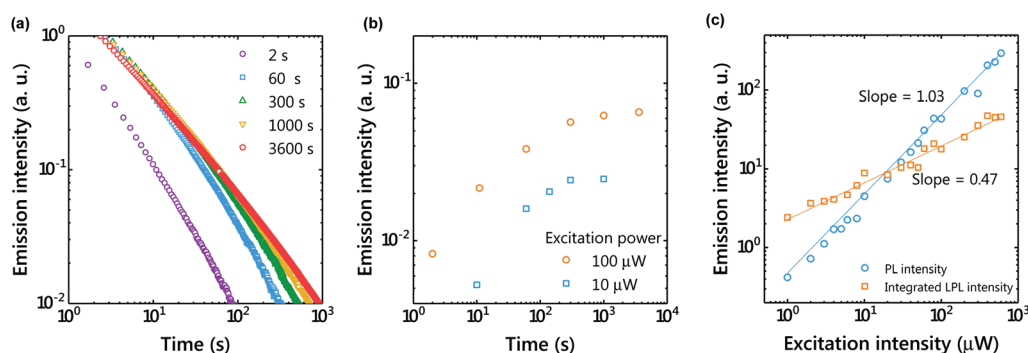 (a)
Emission intensity (a. u.)
10^0
10^-1
10^-2
2 s
60 s
300 s
1000 s
3600 s
10^0 10^1 10^2 10^3
Time (s)
(b)
Emission intensity (a. u.)
10^-1
10^-2
Excitation power
100 μW
10 μW
10^0 10^1 10^2 10^3 10^4
Time (s)
(c)
Emission intensity (a. u.)
10^2
10^1
10^0
Slope = 1.03
Slope = 0.47
PL intensity
Integrated LPL intensity
10^0 10^1 10^2 10^3
Excitation intensity (μW)